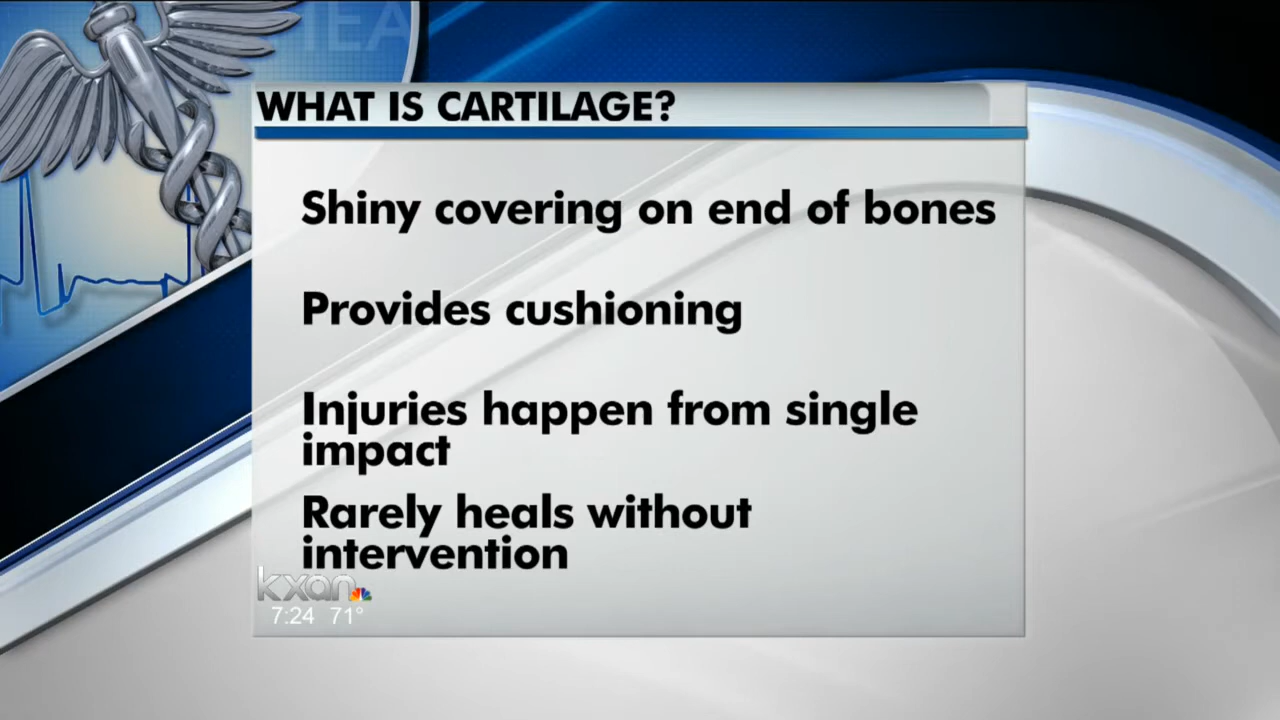 HEA
WHAT IS CARTILAGE?
Shiny covering on end of bones
Provides cushioning
Injuries happen from single
impact
Rarely heals without
intervention
kxan
7:24 71°